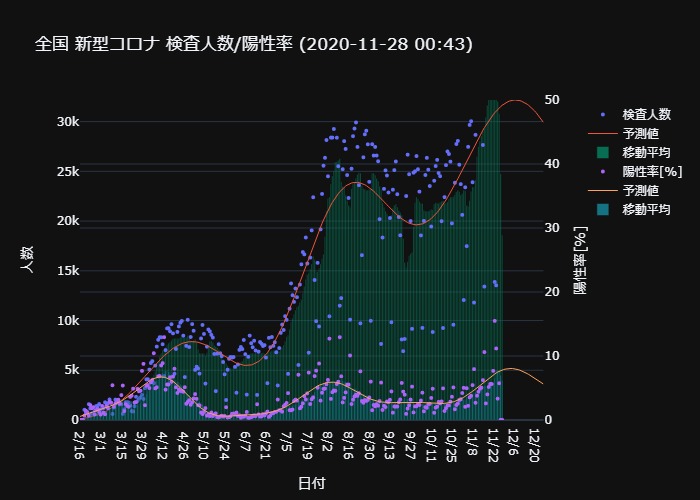 全国 新型コロナ 検査人数/陽性率 (2020-11-28 00:43)
人数
30k
25k
20k
15k
10k
5k
0
50
40
30
20
10
0
陽性率[%]
検査人数
予測値
移動平均
陽性率[%]
予測値
移動平均
2/16
3/1
3/15
3/29
4/12
4/26
5/10
5/24
6/7
6/21
7/5
7/19
8/2
8/16
8/30
9/13
9/27
10/11
10/25
11/8
11/22
12/6
12/20
日付